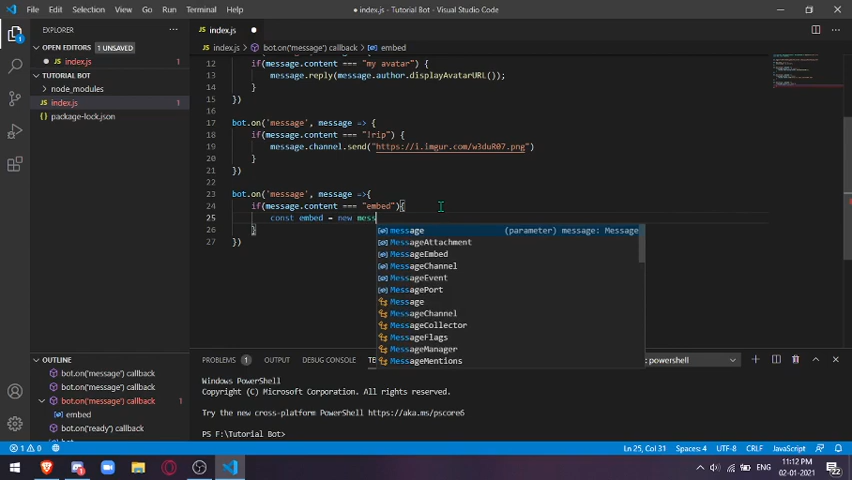 File Edit Selection View Go Run Terminal Help
● index.js - Tutorial Bot - Visual Studio Code
EXPLORER
index.js
OPEN EDITORS 1 UNSAVED
index.js > bot.on('message') callback > embed
index.js 1
12 if(message.content === "my avatar") {
TUTORIAL BOT
13 message.reply(message.author.displayAvatarURL());
node_modules
14 }
index.js 1
15 })
package-lock.json
16
17 bot.on('message', message => {
18 if(message.content === "!rip") {
19 message.channel.send("https://i.imgur.com/w3duR07.png")
20 }
21 })
22
23 bot.on('message', message =>{
24 if(message.content === "embed"){
25 const embed = new mess
26 }
27 })
message (parameter) message: Message
MessageAttachment
MessageEmbed
MessageChannel
MessageEvent
MessagePort
Message
MessageChannel
MessageCollector
MessageFlags
MessageManager
MessageMentions
OUTLINE
bot.on('message') callback
bot.on('message') callback
bot.on('message') callback 1
embed
bot.on('ready') callback
bot
PROBLEMS 1 OUTPUT DEBUG CONSOLE
powershell
Windows PowerShell
Copyright (C) Microsoft Corporation. All rights reserved.
Try the new cross-platform PowerShell https://aka.ms/pscore6
PS F:\Tutorial Bot>
1 0 Ln 25, Col 31 Spaces: 4 UTF-8 CRLF JavaScript
ENG
11:12 PM
02-01-2021
22